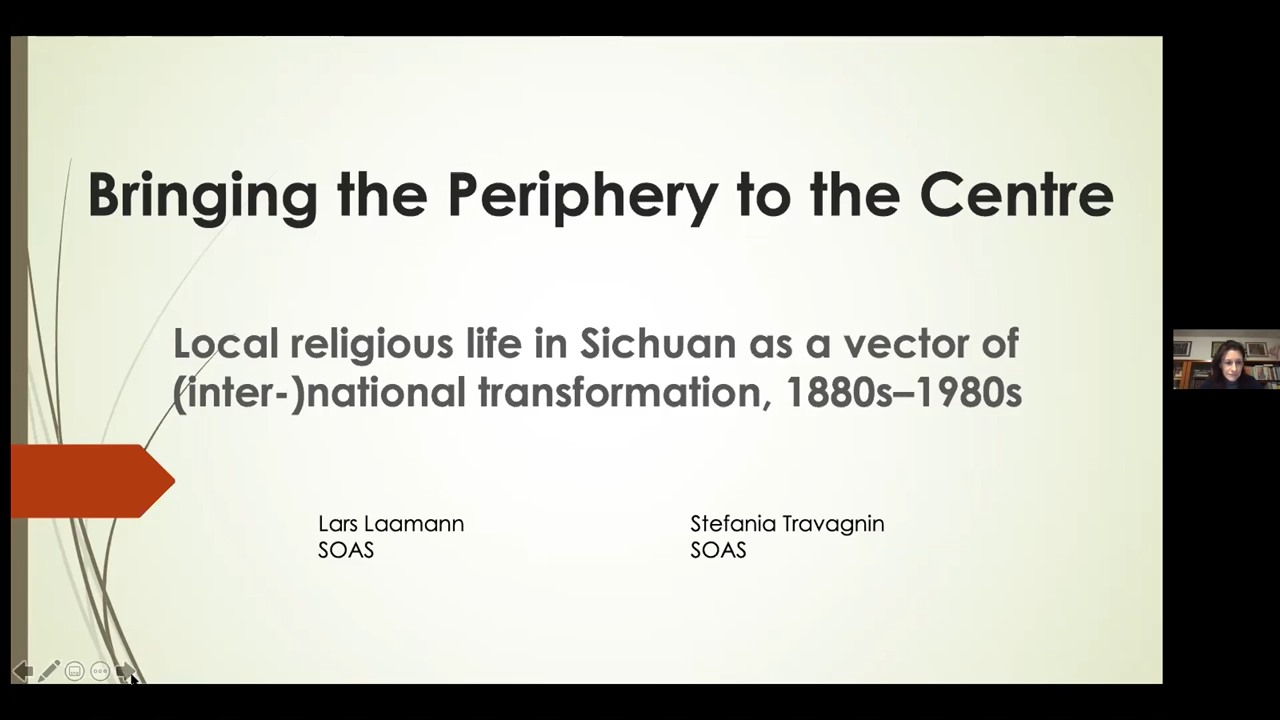 Bringing the Periphery to the Centre
Local religious life in Sichuan as a vector of
(inter-)national transformation, 1880s–1980s
Lars Laamann
SOAS
Stefania Travagnin
SOAS